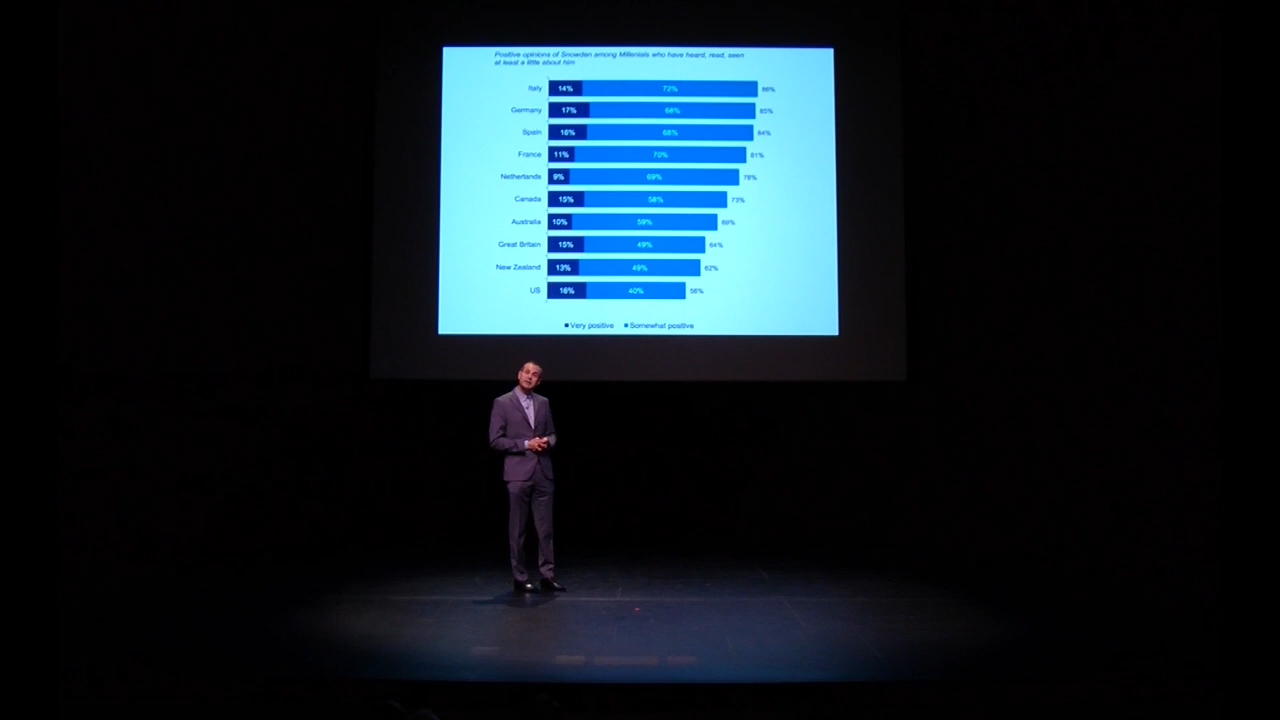 Positive opinions of Snowden among Millenials who have heard, read, seen
at least a little about him
Italy 14% 72% 86%
Germany 17% 68% 85%
Spain 16% 68% 84%
France 11% 70% 81%
Netherlands 9% 69% 78%
Canada 15% 58% 73%
Australia 10% 59% 69%
Great Britain 15% 49% 64%
New Zealand 13% 49% 62%
US 16% 40% 56%
Very positive Somewhat positive